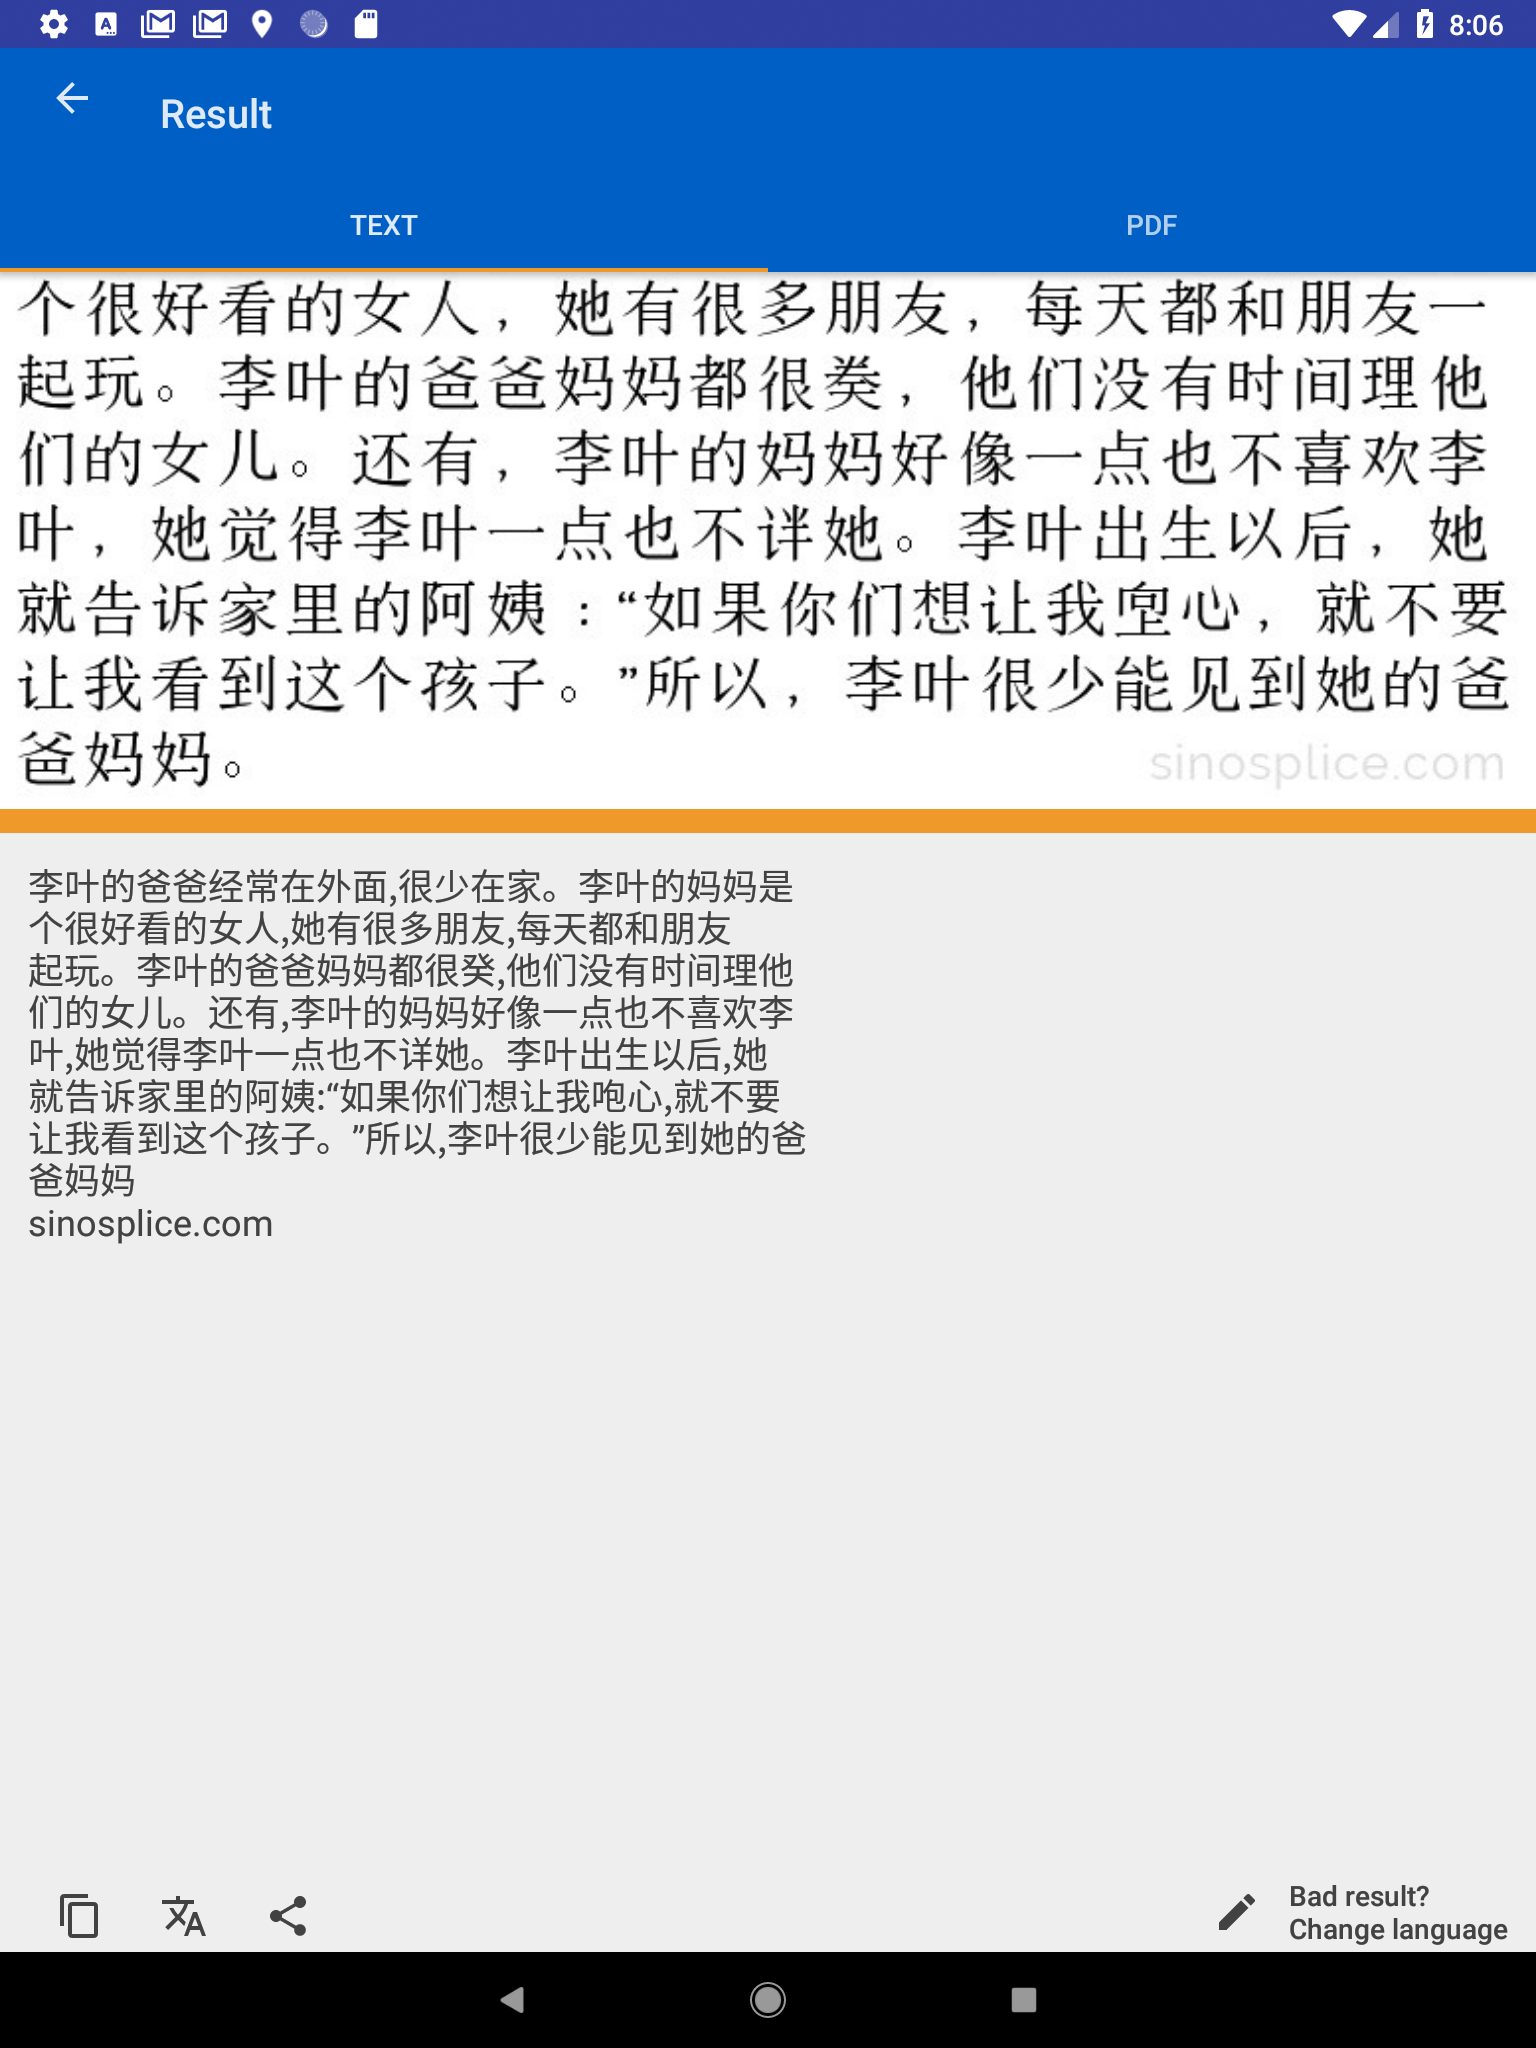 8:06
Result
TEXT
PDF
个很好看的女人，她有很多朋友，每天都和朋友一
起玩。李叶的爸爸妈妈都很，他们没有时间理他
们的女儿。还有，李叶的妈妈好像一点也不喜欢李
叶，她觉得李叶一点也不她。李叶出生以后，她
就告诉家里的阿姨：“如果你们想让我心，就不要
让我看到这个孩子。”所以，李叶很少能见到她的爸
爸妈妈。
sinosplice.com
李叶的爸爸经常在外面,很少在家。李叶的妈妈是
个很好看的女人,她有很多朋友,每天都和朋友
起玩。李叶的爸爸妈妈都很癸,他们没有时间理他
们的女儿。还有,李叶的妈妈好像一点也不喜欢李
叶,她觉得李叶一点也不详她。李叶出生以后,她
就告诉家里的阿姨:“如果你们想让我咆心,就不要
让我看到这个孩子。”所以,李叶很少能见到她的爸
爸妈妈
sinosplice.com
Bad result?
Change language